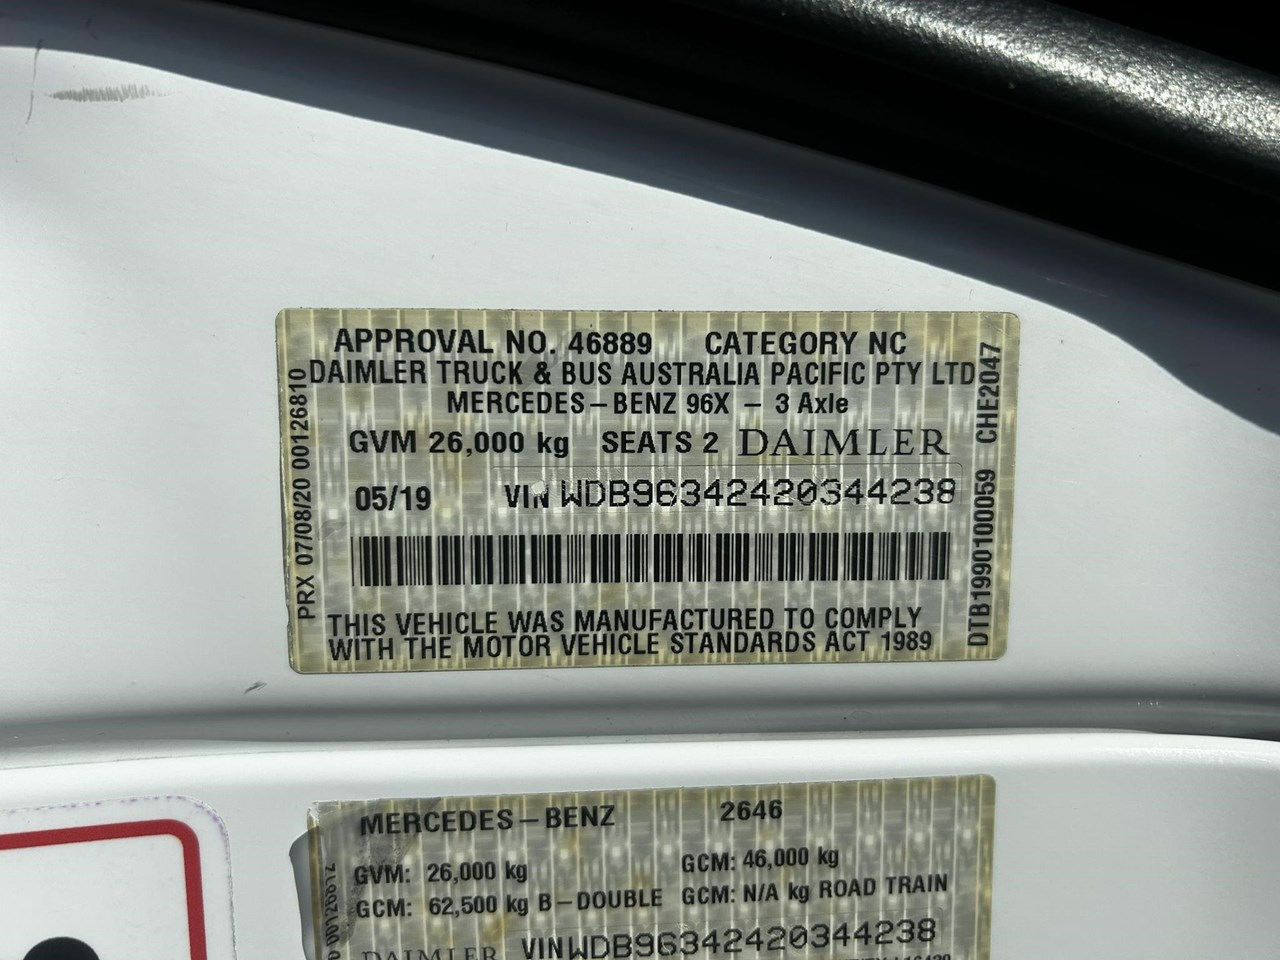 APPROVAL NO. 46889 CATEGORY NC
DAIMLER TRUCK & BUS AUSTRALIA PACIFIC PTY LTD
MERCEDES-BENZ 96X - 3 Axle
GVM 26,000 kg SEATS 2 DAIMLER
05/19 VIN WDB96342420344238
THIS VEHICLE WAS MANUFACTURED TO COMPLY
WITH THE MOTOR VEHICLE STANDARDS ACT 1989
PRX 07/08/20 00126810
DTB1990100059 CHE2047
MERCEDES-BENZ 2646
GVM: 26,000 kg GCM: 46,000 kg
GCM: 62,500 kg B-DOUBLE GCM: N/A kg ROAD TRAIN
DAIMLER VIN WDB96342420344238